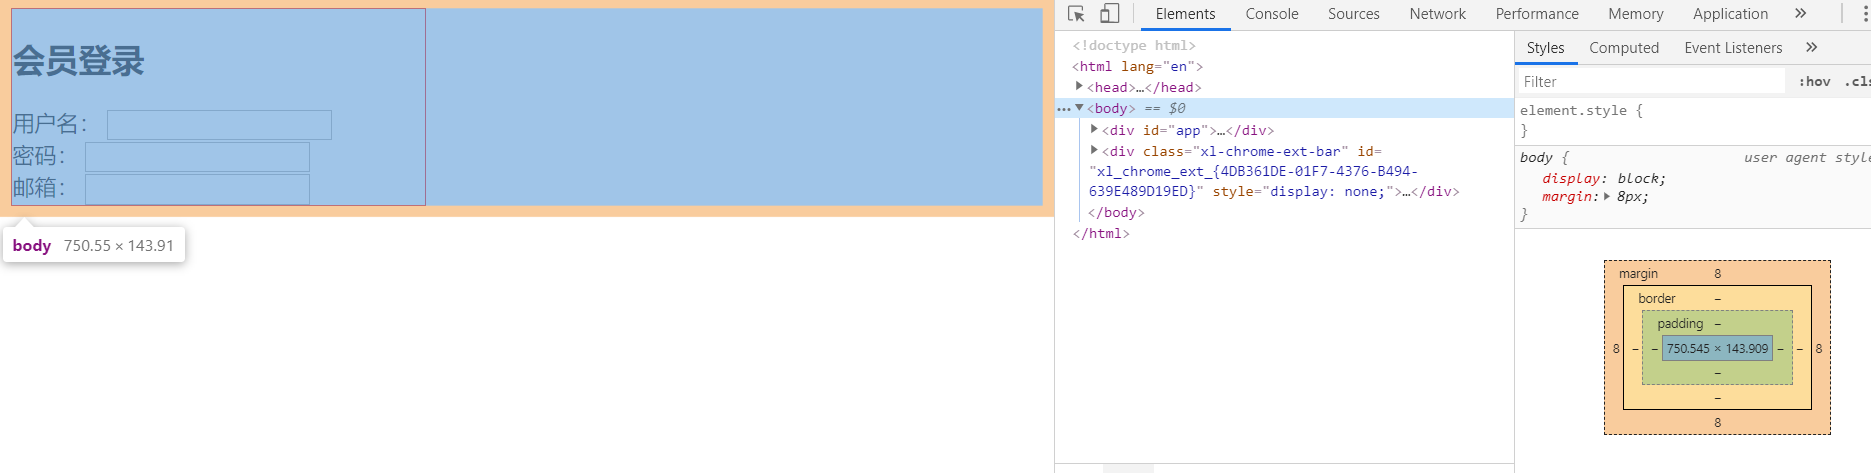 会员登录
用户名：
密码：
邮箱：
body 750.55 × 143.91
Elements Console Sources Network Performance Memory Application »
<!doctype html>
<html lang="en">
<head>…</head>
… <body> == $0
<div id="app">…</div>
<div class="xl-chrome-ext-bar" id=
"xl_chrome_ext_{4DB361DE-01F7-4376-B494-
639E489D19ED}" style="display: none;">…</div>
</body>
</html>
Styles Computed Event Listeners »
Filter :hov .cls
element.style {
}
body { user agent style
display: block;
margin: 8px;
}
margin 8
border –
padding –
8 – – 750.545 × 143.909 – – 8
–
–
8